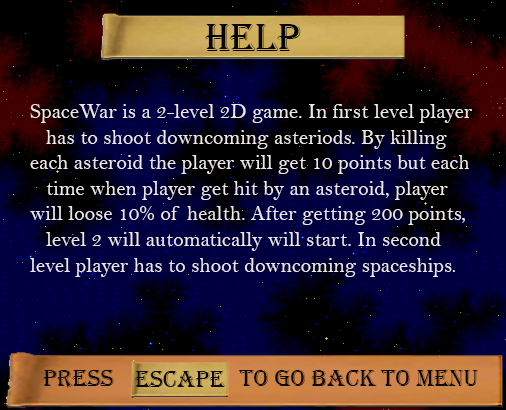 HELP
SpaceWar is a 2-level 2D game. In first level player
has to shoot downcoming asteriods. By killing
each asteroid the player will get 10 points but each
time when player get hit by an asteroid, player
will loose 10% of health. After getting 200 points,
level 2 will automatically will start. In second
level player has to shoot downcoming spaceships.
PRESS ESCAPE TO GO BACK TO MENU